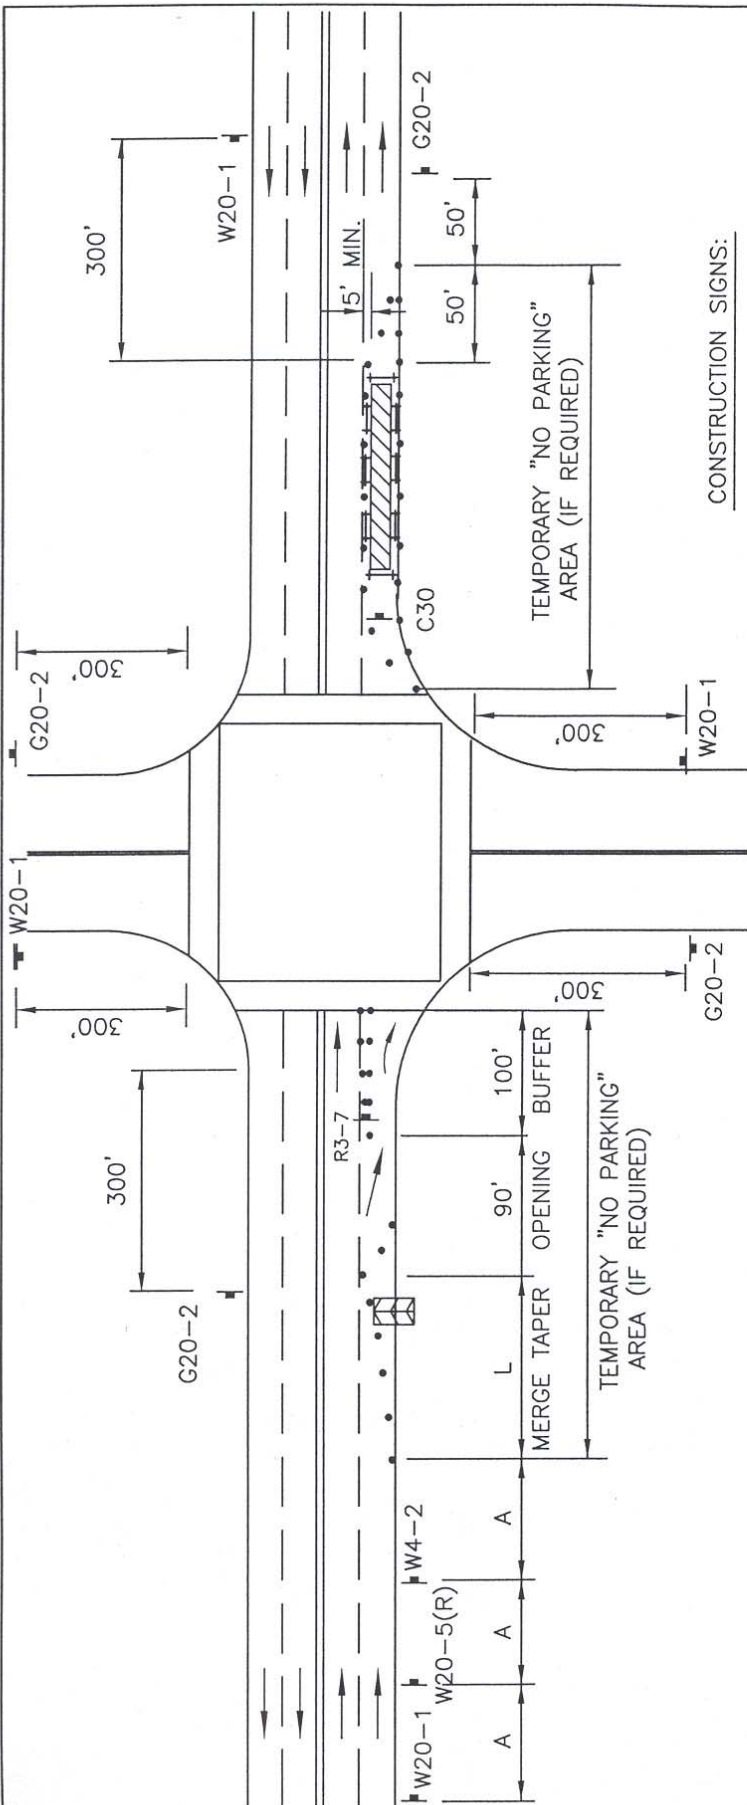 300'
W20-1
G20-2
5' MIN.
50'
50'
TEMPORARY "NO PARKING"
AREA (IF REQUIRED)
C30
CONSTRUCTION SIGNS:
300'
G20-2
W20-1
300'
300'
W20-1
300'
G20-2
300'
G20-2
R3-7
100'
BUFFER
90'
OPENING
L
MERGE TAPER
TEMPORARY "NO PARKING"
AREA (IF REQUIRED)
W4-2
W20-5(R)
W20-1
A
A
A